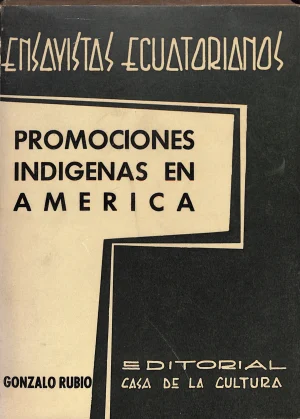 ENSAYISTAS ECUATORIANOS
PROMOCIONES
INDIGENAS EN
AMERICA
EDITORIAL
GONZALO RUBIO
CASA DE LA CULTURA